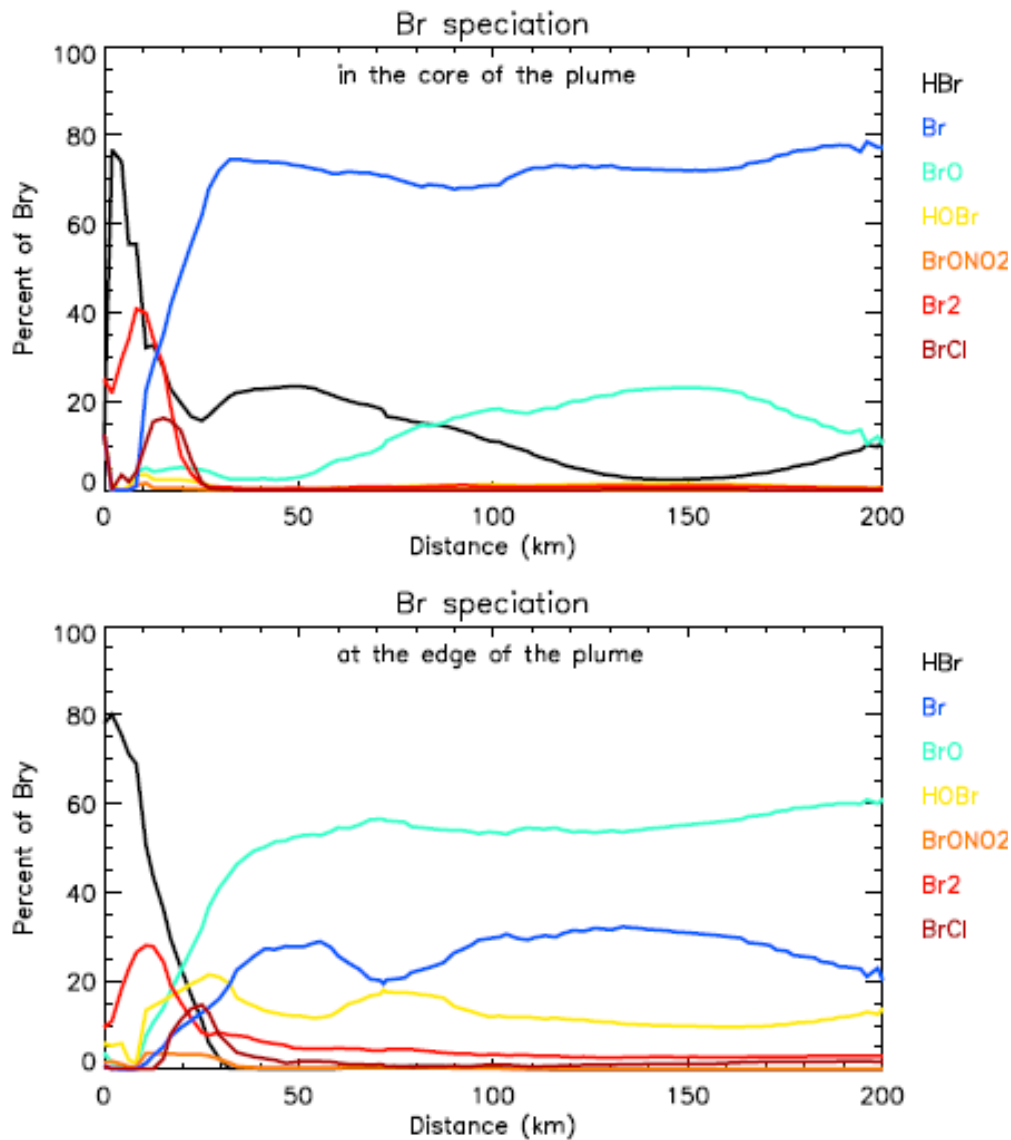 Br speciation
in the core of the plume
100
80
60
40
20
0
Percent of Bry
0 50 100 150 200
Distance (km)
HBr
Br
BrO
HOBr
BrONO2
Br2
BrCl
Br speciation
at the edge of the plume
100
80
60
40
20
0
Percent of Bry
0 50 100 150 200
Distance (km)
HBr
Br
BrO
HOBr
BrONO2
Br2
BrCl